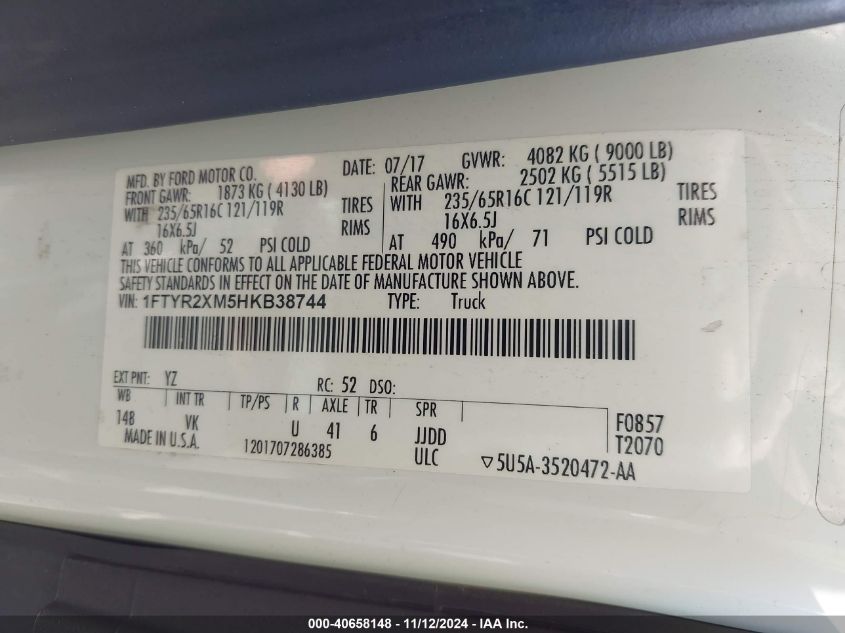 MFD. BY FORD MOTOR CO. DATE: 07/17 GVWR: 4082 KG ( 9000 LB)
FRONT GAWR: 1873 KG ( 4130 LB) REAR GAWR: 2502 KG ( 5515 LB)
WITH 235/65R16C 121/119R TIRES WITH 235/65R16C 121/119R TIRES
16X6.5J RIMS 16X6.5J RIMS
AT 360 kPa/ 52 PSI COLD AT 490 kPa/ 71 PSI COLD
THIS VEHICLE CONFORMS TO ALL APPLICABLE FEDERAL MOTOR VEHICLE
SAFETY STANDARDS IN EFFECT ON THE DATE OF MANUFACTURE SHOWN ABOVE.
VIN: 1FTYR2XM5HKB38744 TYPE: Truck
EXT PNT: YZ RC: 52 DSO:
WB INT TR TP/PS R AXLE TR SPR
148 VK U 41 6 JJDD F0857
MADE IN U.S.A. 1201707286385 ULC T2070
5U5A-3520472-AA
000-40658148 - 11/12/2024 - IAA Inc.